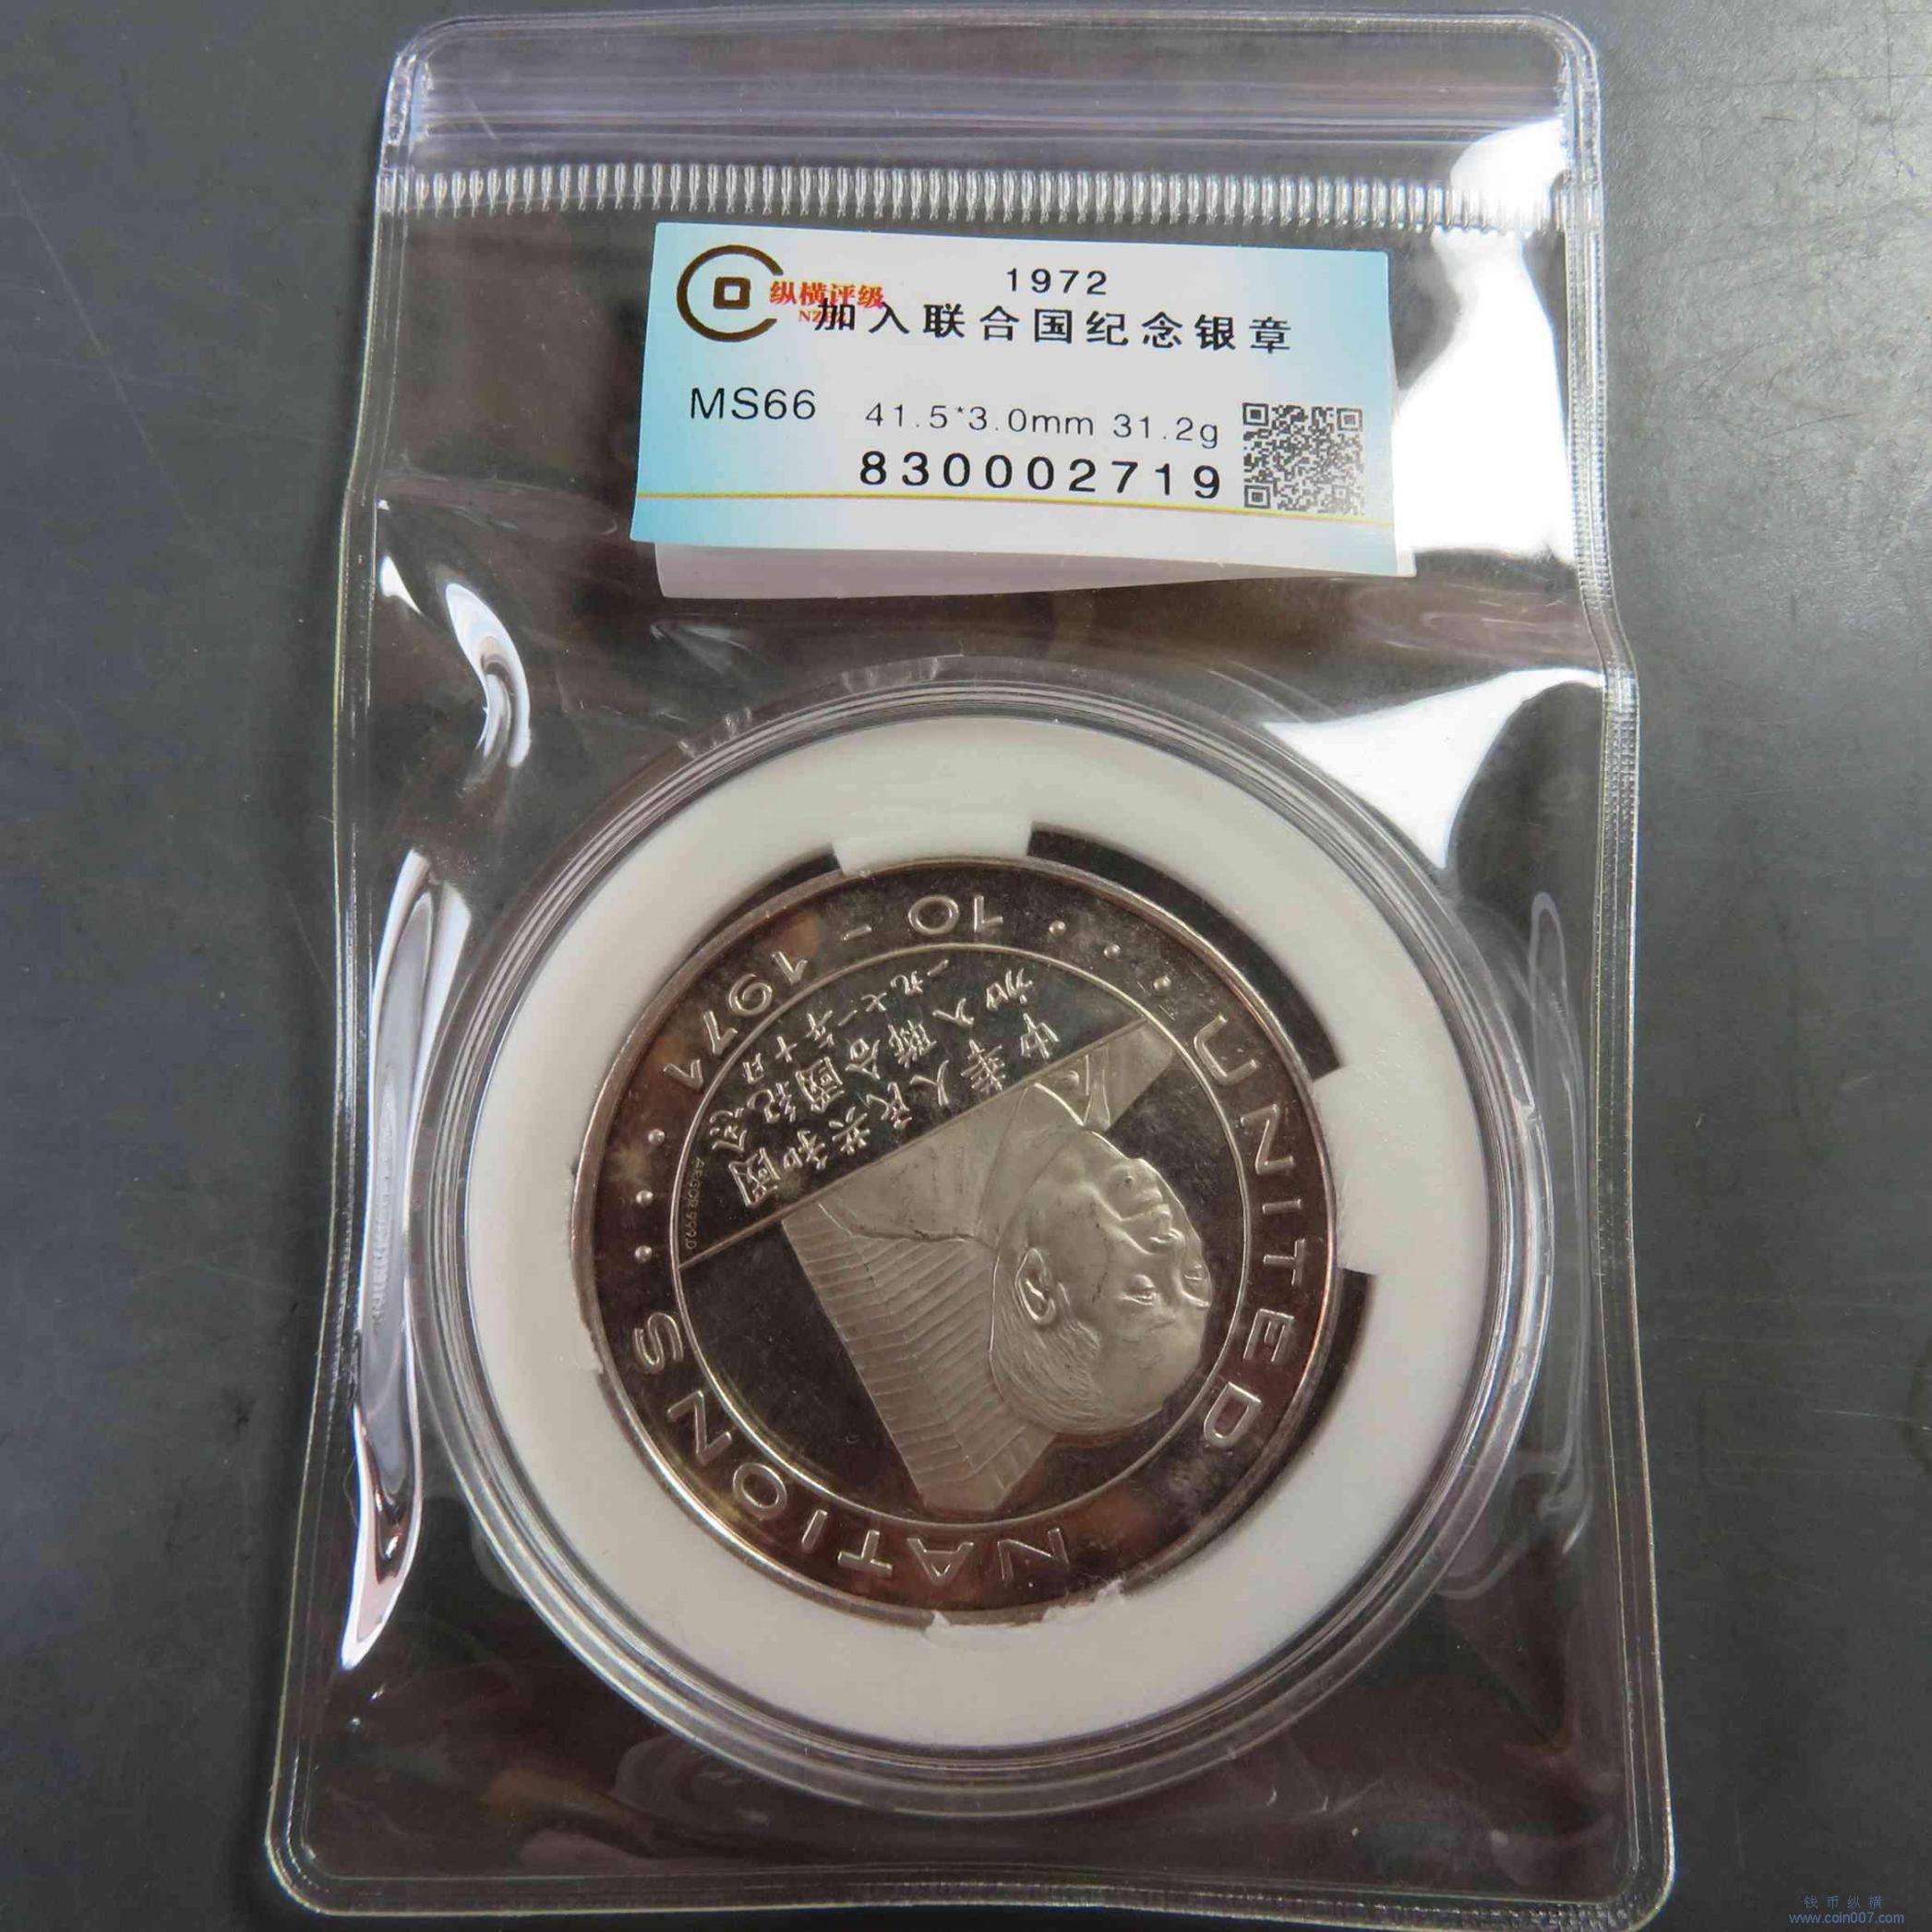 1972
纵横评级
加入联合国纪念银章
MS66
41.5*3.0mm 31.2g
830002719
UNITED NATIONS
10-1971
中華人民共和國
加入聯合國紀念
一九七一年十月
钱币纵横
www.coin007.com